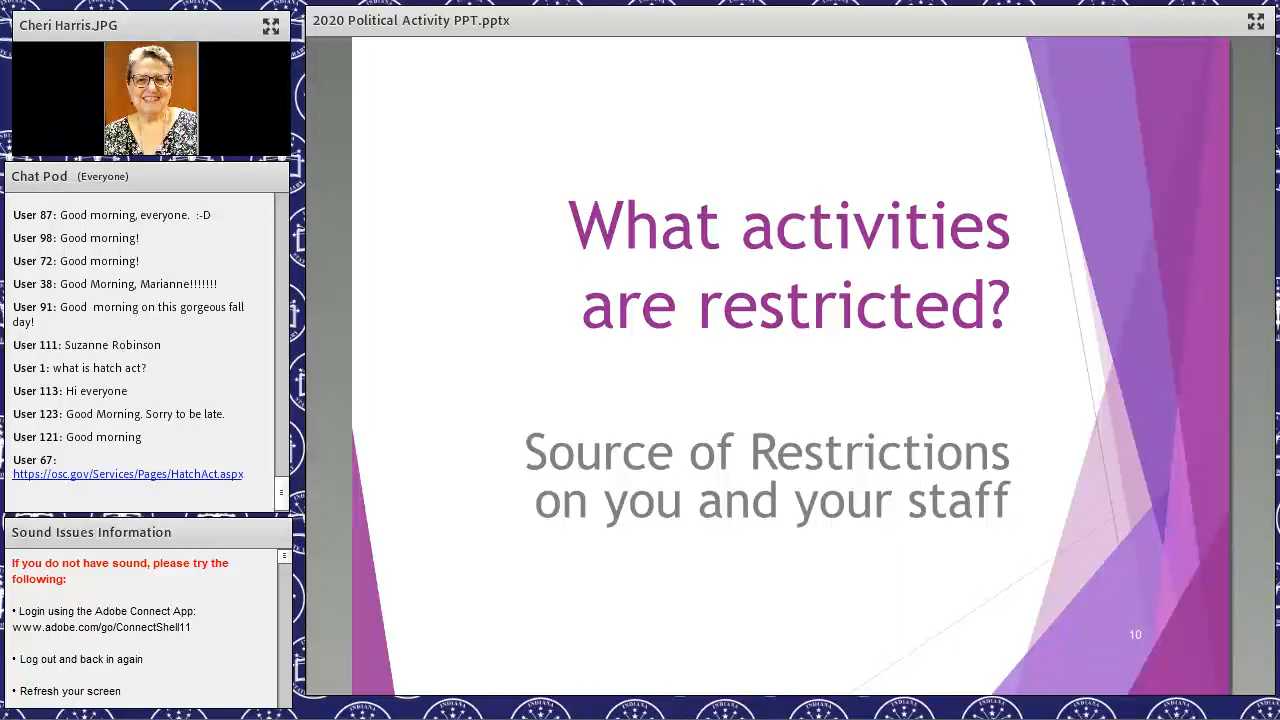 Cheri Harris.JPG
Chat Pod (Everyone)
User 87: Good morning, everyone. :-D
User 98: Good morning!
User 72: Good morning!
User 38: Good Morning, Marianne!!!!!!!
User 91: Good morning on this gorgeous fall
day!
User 111: Suzanne Robinson
User 1: what is hatch act?
User 113: Hi everyone
User 123: Good Morning. Sorry to be late.
User 121: Good morning
User 67:
https://osc.gov/Services/Pages/HatchAct.aspx
Sound Issues Information
If you do not have sound, please try the
following:
• Login using the Adobe Connect App:
www.adobe.com/go/ConnectShell11
• Log out and back in again
• Refresh your screen
2020 Political Activity PPT.pptx
What activities
are restricted?
Source of Restrictions
on you and your staff
10
INDIANA